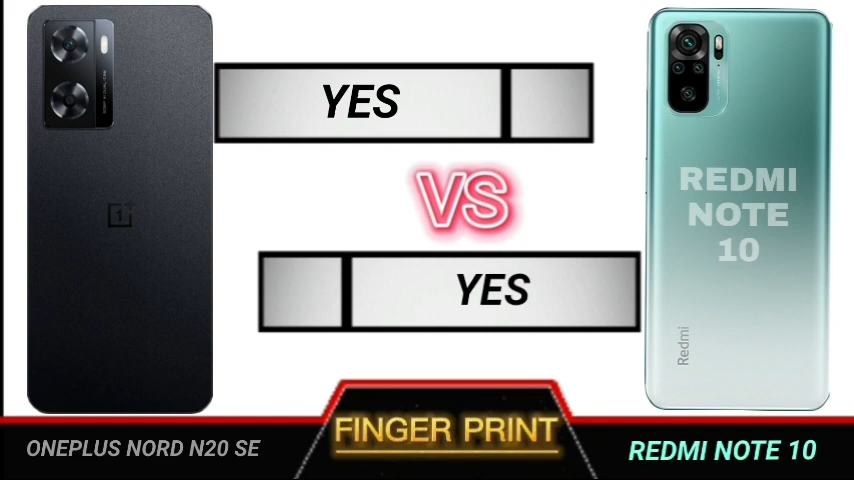 YES
VS
YES
REDMI
NOTE
10
Redmi
FINGER PRINT
ONEPLUS NORD N20 SE
REDMI NOTE 10